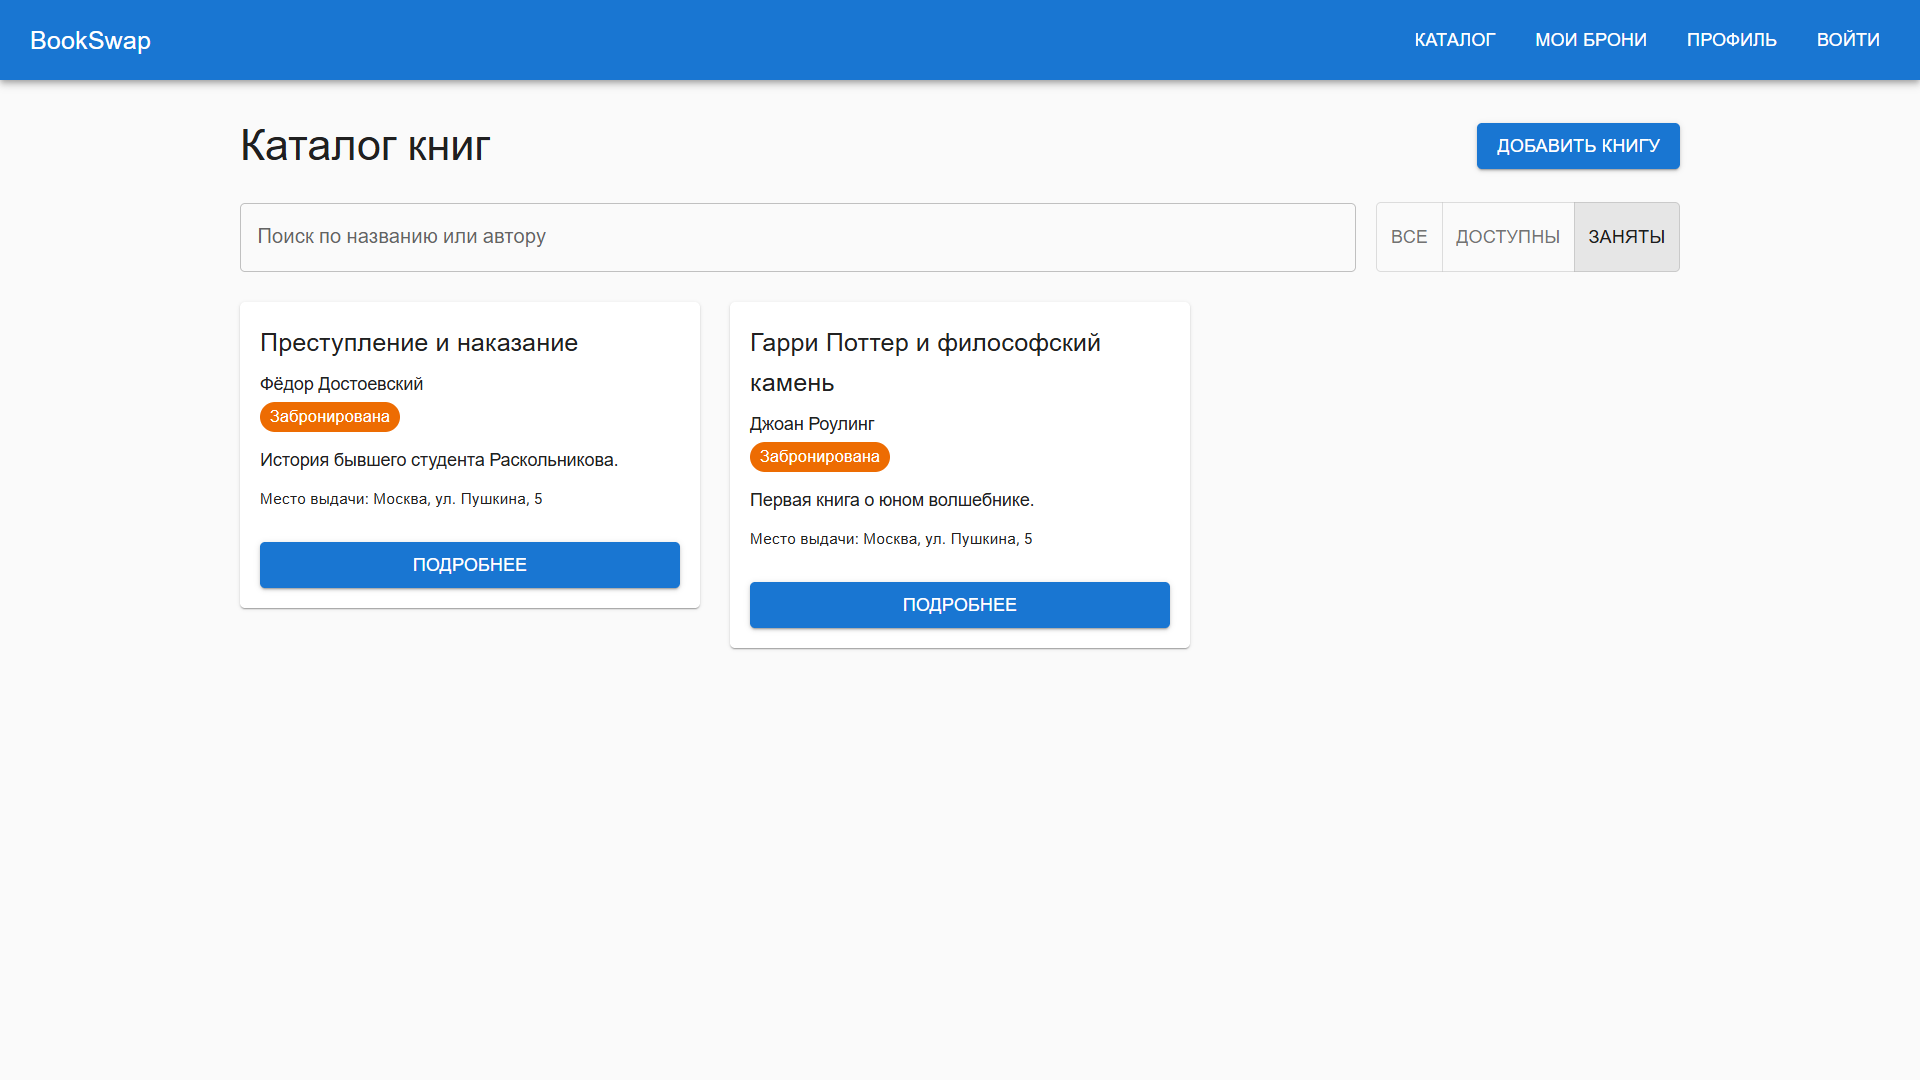 BookSwap
КАТАЛОГ
МОИ БРОНИ
ПРОФИЛЬ
ВОЙТИ
Каталог книг
ДОБАВИТЬ КНИГУ
Поиск по названию или автору
ВСЕ
ДОСТУПНЫ
ЗАНЯТЫ
Преступление и наказание
Фёдор Достоевский
Забронирована
История бывшего студента Раскольникова.
Место выдачи: Москва, ул. Пушкина, 5
ПОДРОБНЕЕ
Гарри Поттер и философский
камень
Джоан Роулинг
Забронирована
Первая книга о юном волшебнике.
Место выдачи: Москва, ул. Пушкина, 5
ПОДРОБНЕЕ